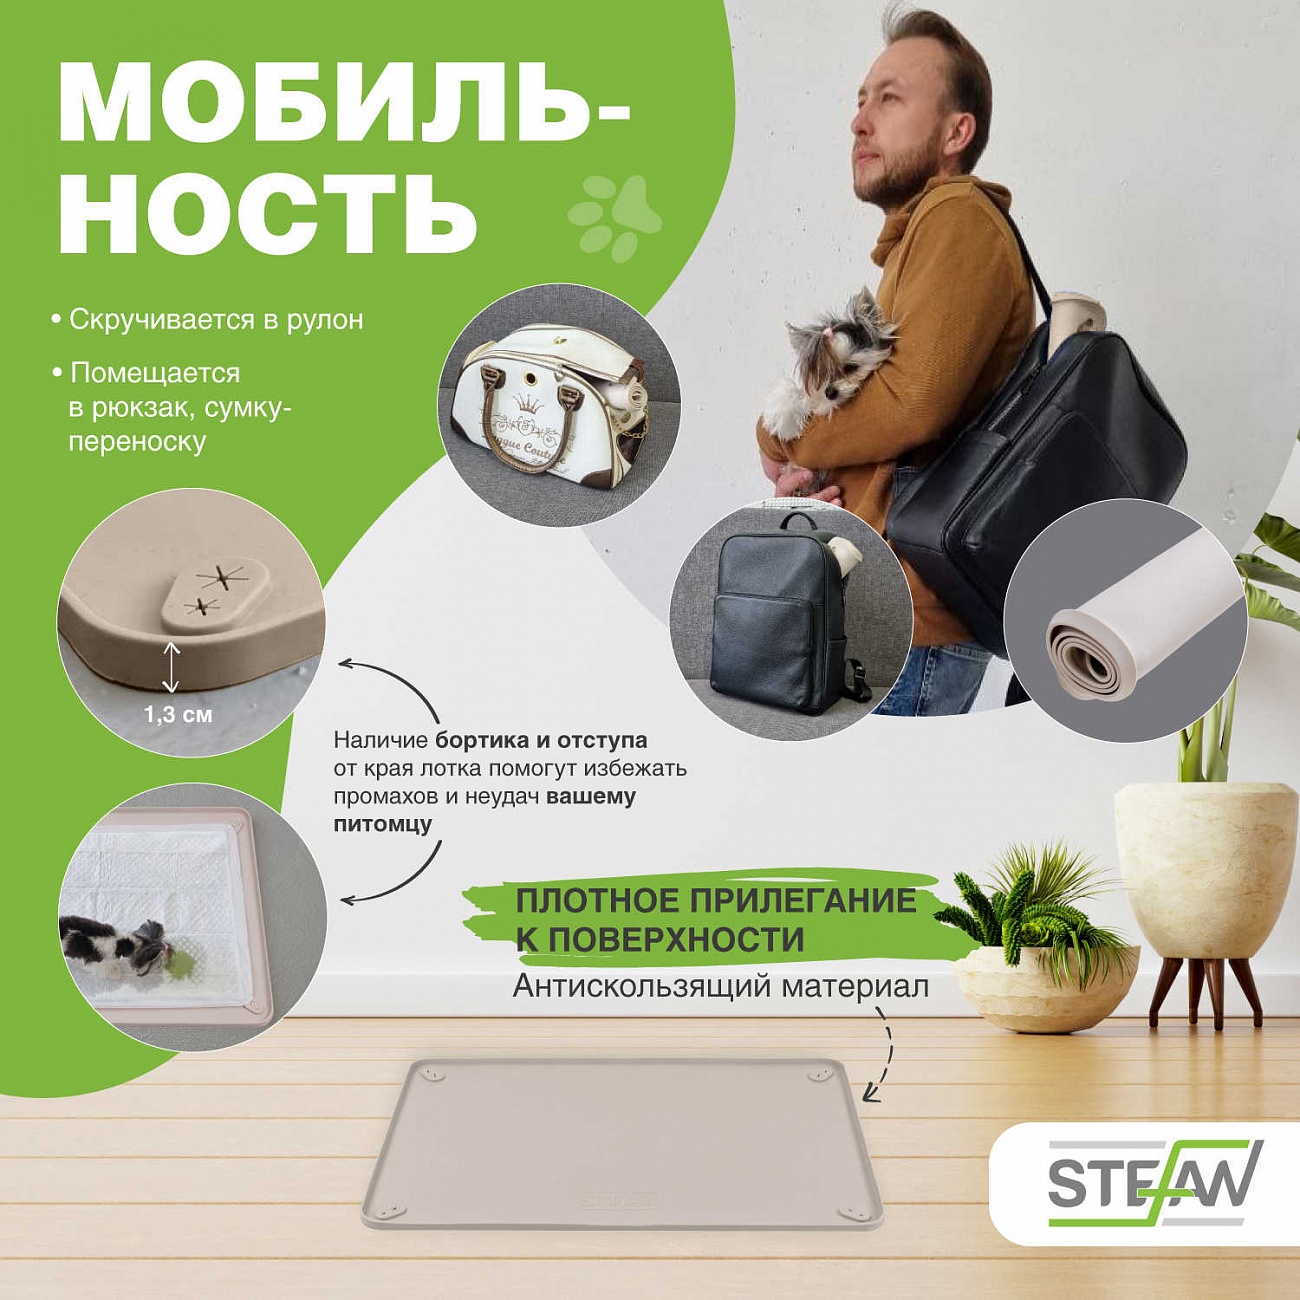 МОБИЛЬ-
НОСТЬ
• Скручивается в рулон
• Помещается
в рюкзак, сумку-
переноску
1,3 см
Наличие бортика и отступа
от края лотка помогут избежать
промахов и неудач вашему
питомцу
ПЛОТНОЕ ПРИЛЕГАНИЕ
К ПОВЕРХНОСТИ
Антискользящий материал
STEFAN